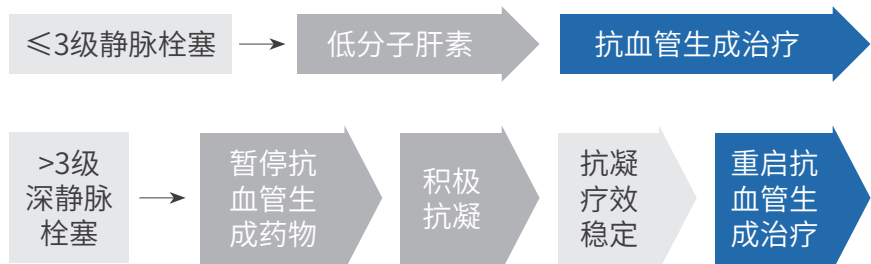 ≤3级静脉栓塞
低分子肝素
抗血管生成治疗
>3级
深静脉
栓塞
暂停抗
血管生
成药物
积极
抗凝
抗凝
疗效
稳定
重启抗
血管生
成治疗